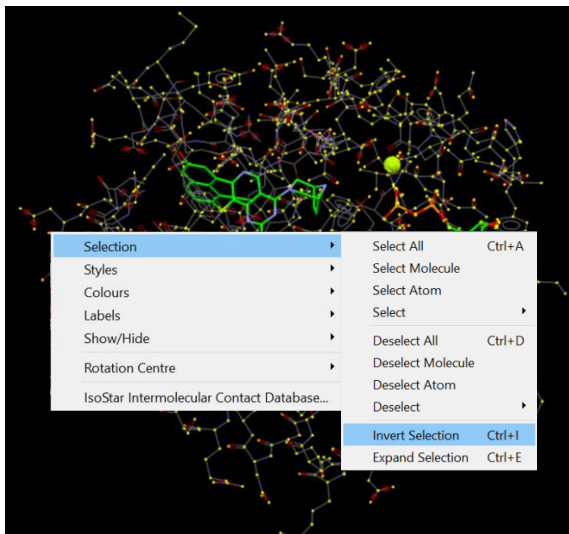 Selection
Styles
Colours
Labels
Show/Hide
Rotation Centre
IsoStar Intermolecular Contact Database...
Select All Ctrl+A
Select Molecule
Select Atom
Select
Deselect All Ctrl+D
Deselect Molecule
Deselect Atom
Deselect
Invert Selection Ctrl+I
Expand Selection Ctrl+E